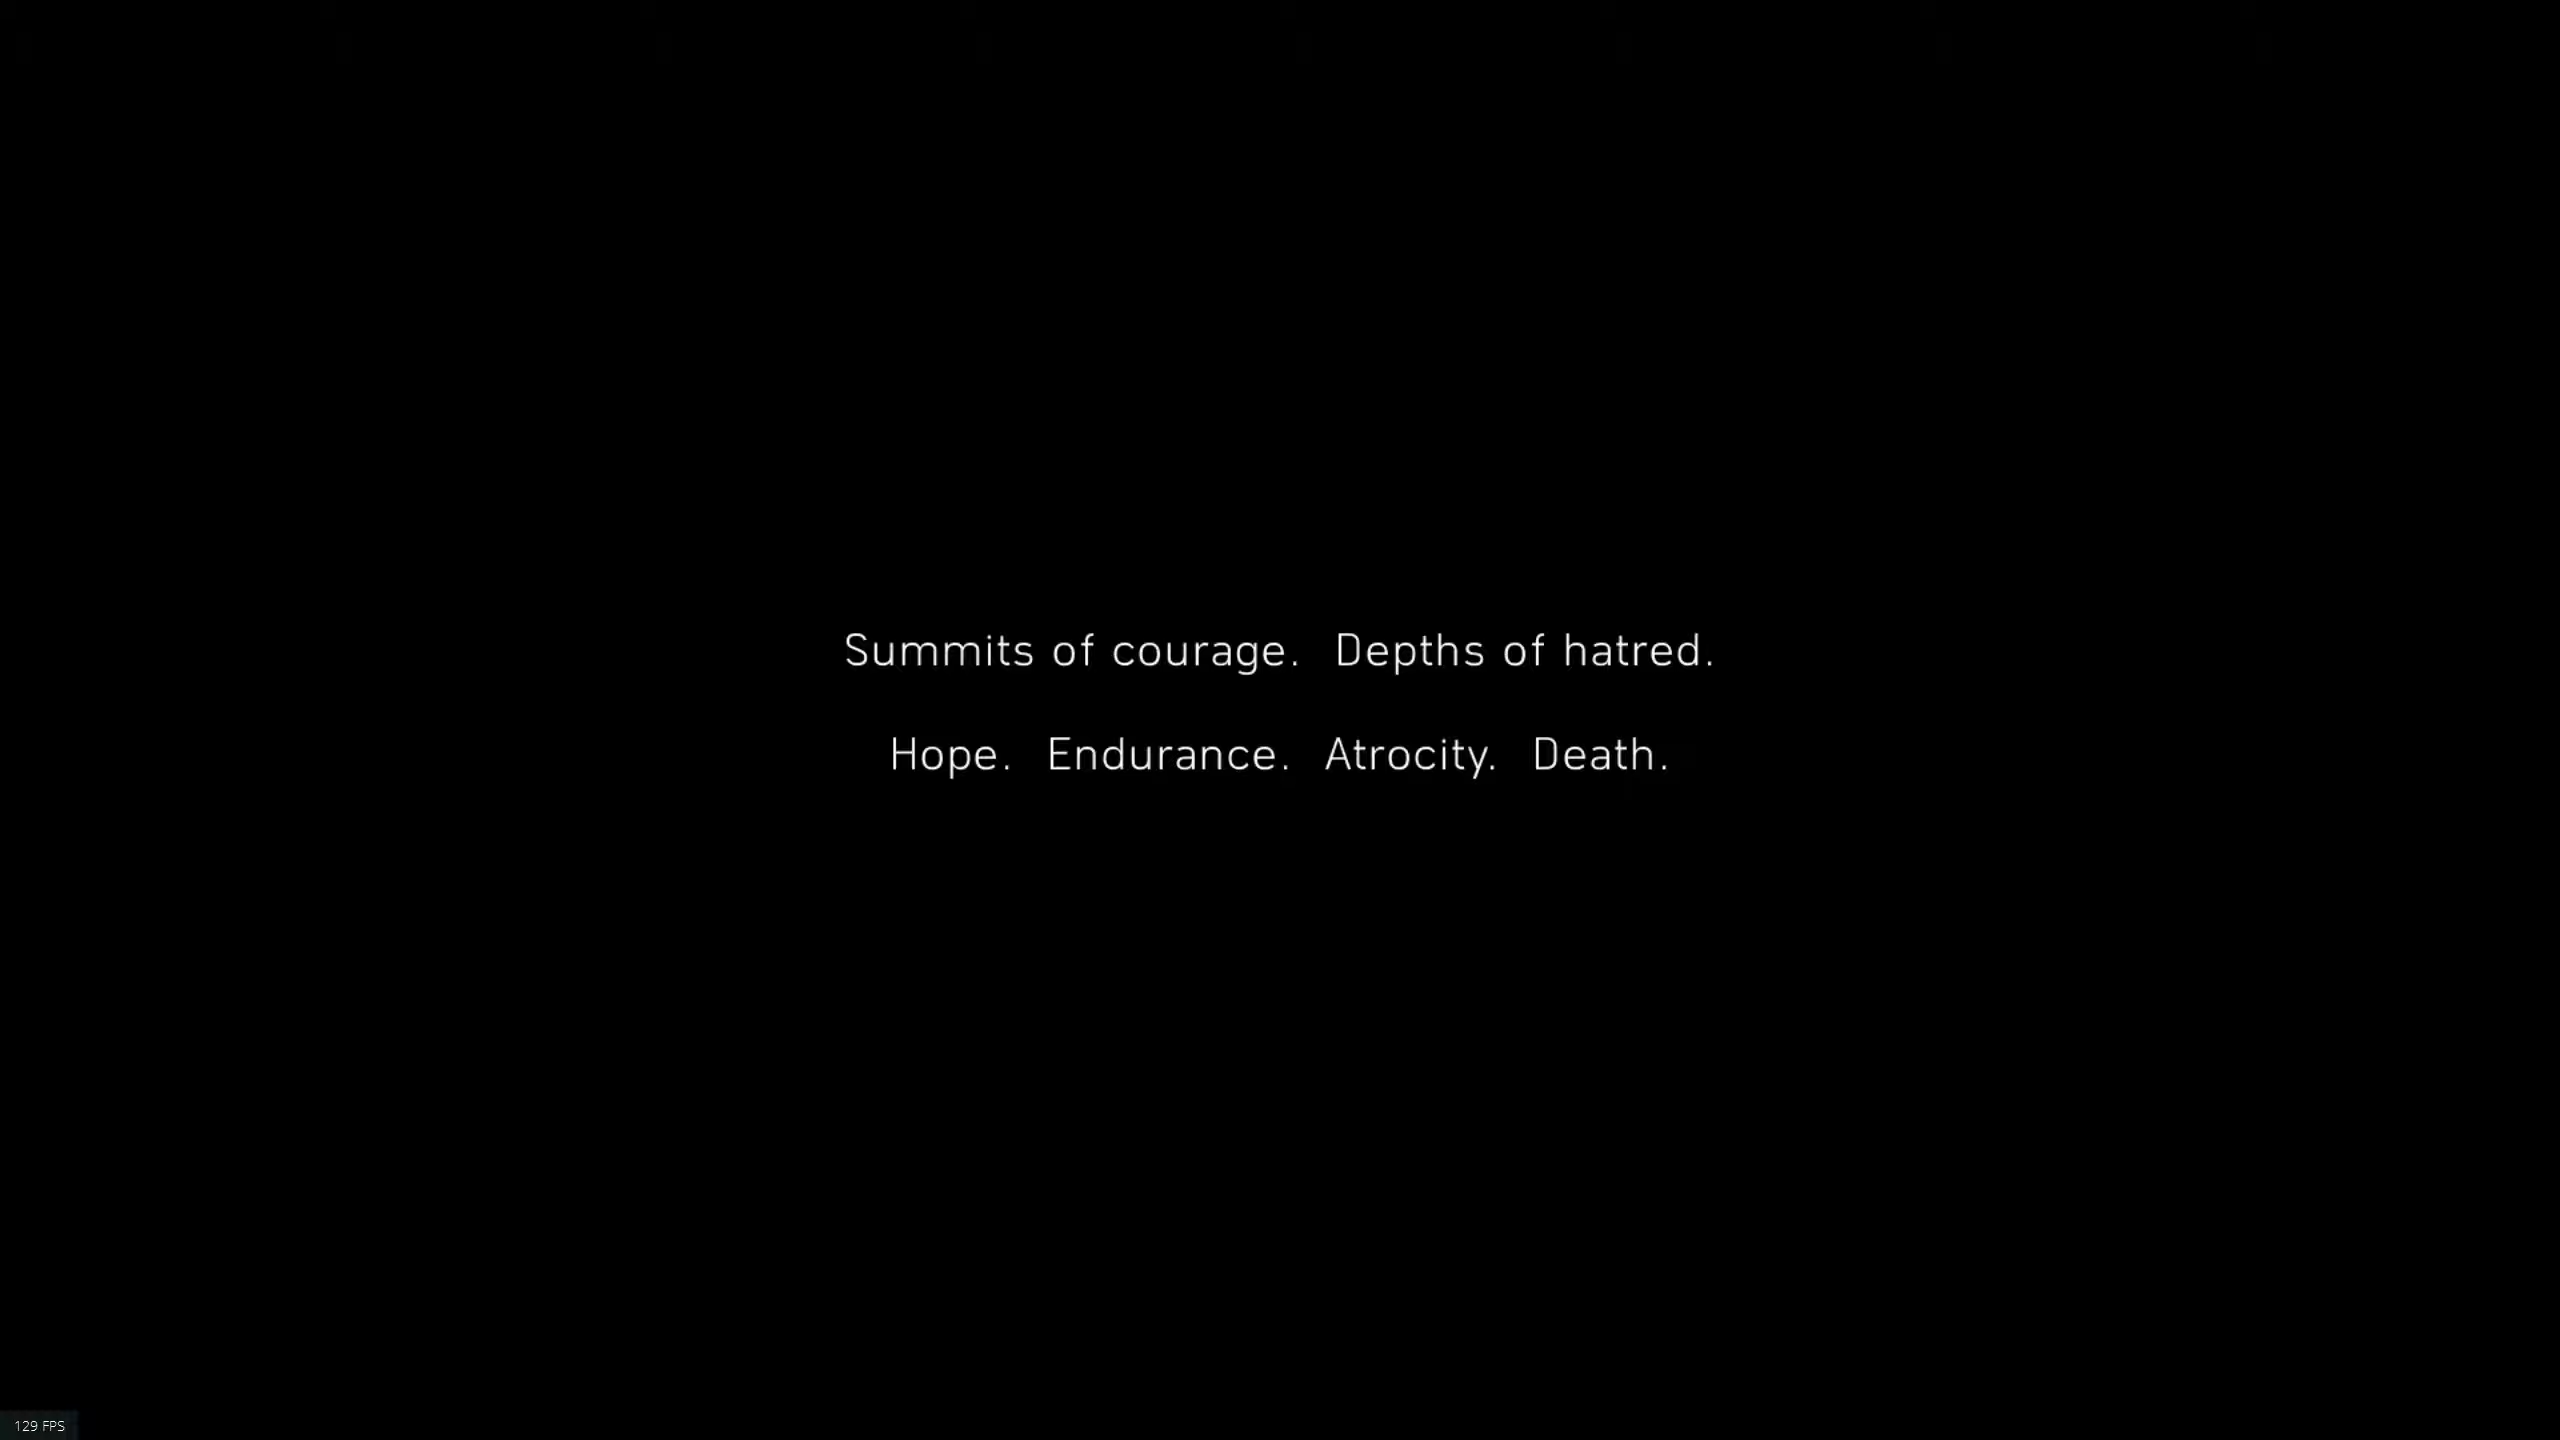 Summits of courage.  Depths of hatred.
Hope.  Endurance.  Atrocity.  Death.
129 FPS